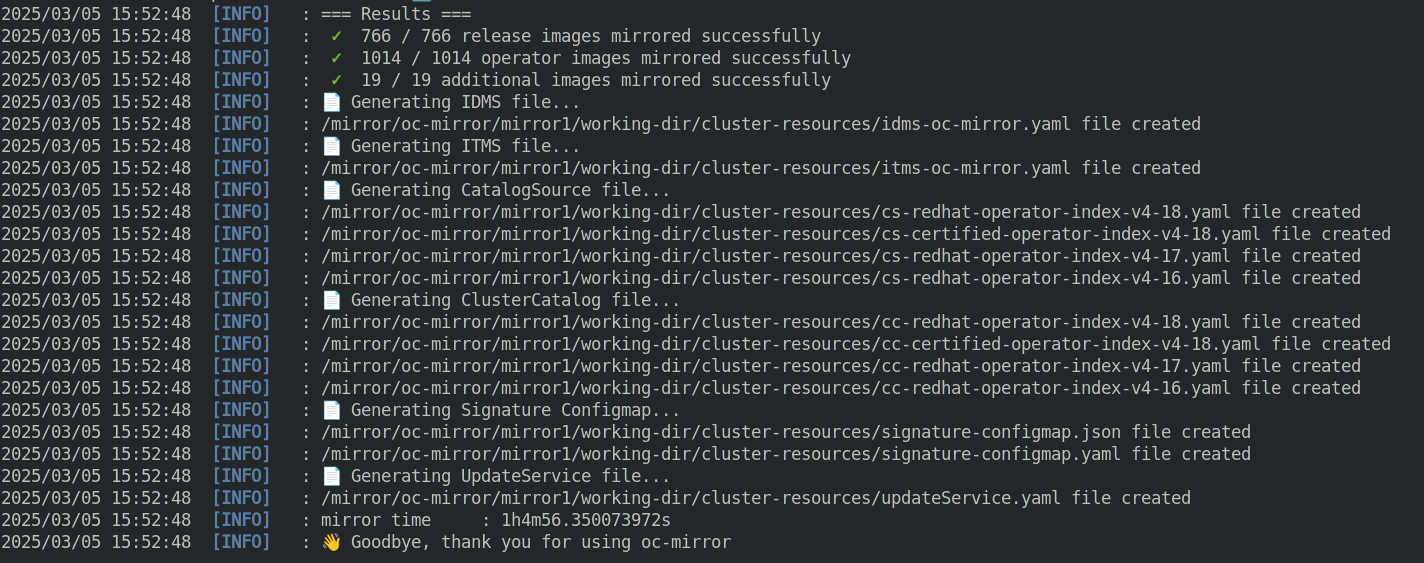 2025/03/05 15:52:48  [INFO]   : === Results ===
2025/03/05 15:52:48  [INFO]   :  ✓  766 / 766 release images mirrored successfully
2025/03/05 15:52:48  [INFO]   :  ✓  1014 / 1014 operator images mirrored successfully
2025/03/05 15:52:48  [INFO]   :  ✓  19 / 19 additional images mirrored successfully
2025/03/05 15:52:48  [INFO]   : 📄 Generating IDMS file...
2025/03/05 15:52:48  [INFO]   : /mirror/oc-mirror/mirror1/working-dir/cluster-resources/idms-oc-mirror.yaml file created
2025/03/05 15:52:48  [INFO]   : 📄 Generating ITMS file...
2025/03/05 15:52:48  [INFO]   : /mirror/oc-mirror/mirror1/working-dir/cluster-resources/itms-oc-mirror.yaml file created
2025/03/05 15:52:48  [INFO]   : 📄 Generating CatalogSource file...
2025/03/05 15:52:48  [INFO]   : /mirror/oc-mirror/mirror1/working-dir/cluster-resources/cs-redhat-operator-index-v4-18.yaml file created
2025/03/05 15:52:48  [INFO]   : /mirror/oc-mirror/mirror1/working-dir/cluster-resources/cs-certified-operator-index-v4-18.yaml file created
2025/03/05 15:52:48  [INFO]   : /mirror/oc-mirror/mirror1/working-dir/cluster-resources/cs-redhat-operator-index-v4-17.yaml file created
2025/03/05 15:52:48  [INFO]   : /mirror/oc-mirror/mirror1/working-dir/cluster-resources/cs-redhat-operator-index-v4-16.yaml file created
2025/03/05 15:52:48  [INFO]   : 📄 Generating ClusterCatalog file...
2025/03/05 15:52:48  [INFO]   : /mirror/oc-mirror/mirror1/working-dir/cluster-resources/cc-redhat-operator-index-v4-18.yaml file created
2025/03/05 15:52:48  [INFO]   : /mirror/oc-mirror/mirror1/working-dir/cluster-resources/cc-certified-operator-index-v4-18.yaml file created
2025/03/05 15:52:48  [INFO]   : /mirror/oc-mirror/mirror1/working-dir/cluster-resources/cc-redhat-operator-index-v4-17.yaml file created
2025/03/05 15:52:48  [INFO]   : /mirror/oc-mirror/mirror1/working-dir/cluster-resources/cc-redhat-operator-index-v4-16.yaml file created
2025/03/05 15:52:48  [INFO]   : 📄 Generating Signature Configmap...
2025/03/05 15:52:48  [INFO]   : /mirror/oc-mirror/mirror1/working-dir/cluster-resources/signature-configmap.json file created
2025/03/05 15:52:48  [INFO]   : /mirror/oc-mirror/mirror1/working-dir/cluster-resources/signature-configmap.yaml file created
2025/03/05 15:52:48  [INFO]   : 📄 Generating UpdateService file...
2025/03/05 15:52:48  [INFO]   : /mirror/oc-mirror/mirror1/working-dir/cluster-resources/updateService.yaml file created
2025/03/05 15:52:48  [INFO]   : mirror time     : 1h4m56.350073972s
2025/03/05 15:52:48  [INFO]   : 👋 Goodbye, thank you for using oc-mirror